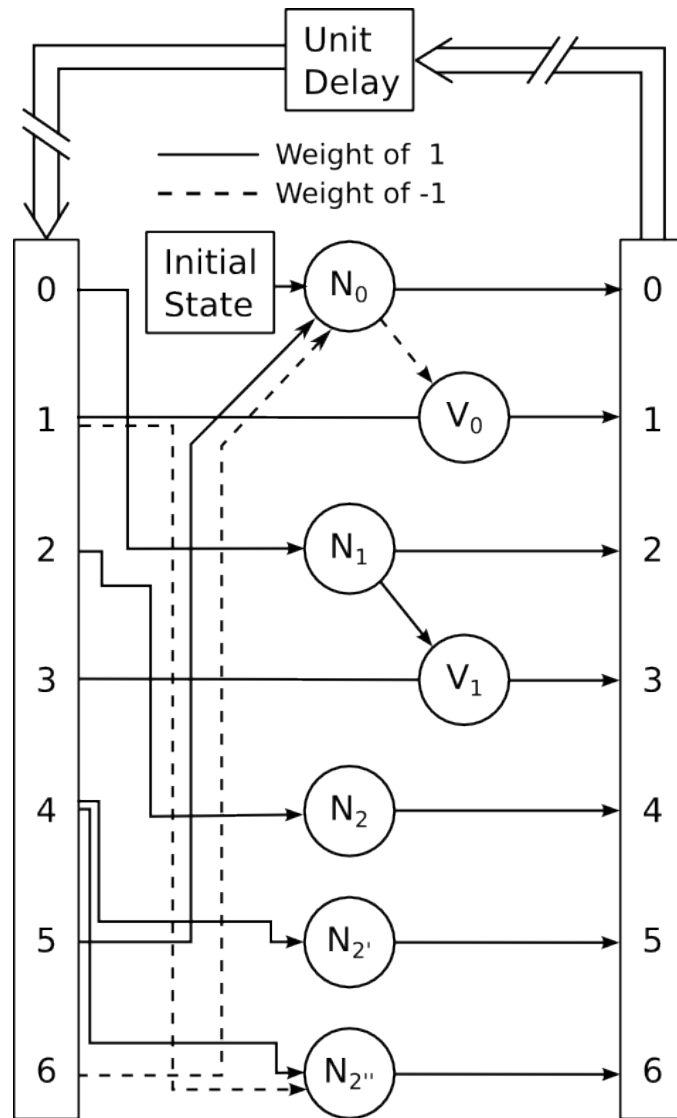 Unit
Delay
Weight of 1
Weight of -1
Initial
State
0
N₀
0
1
V₀
1
2
N₁
2
3
V₁
3
4
N₂
4
5
N₂'
5
6
N₂''
6